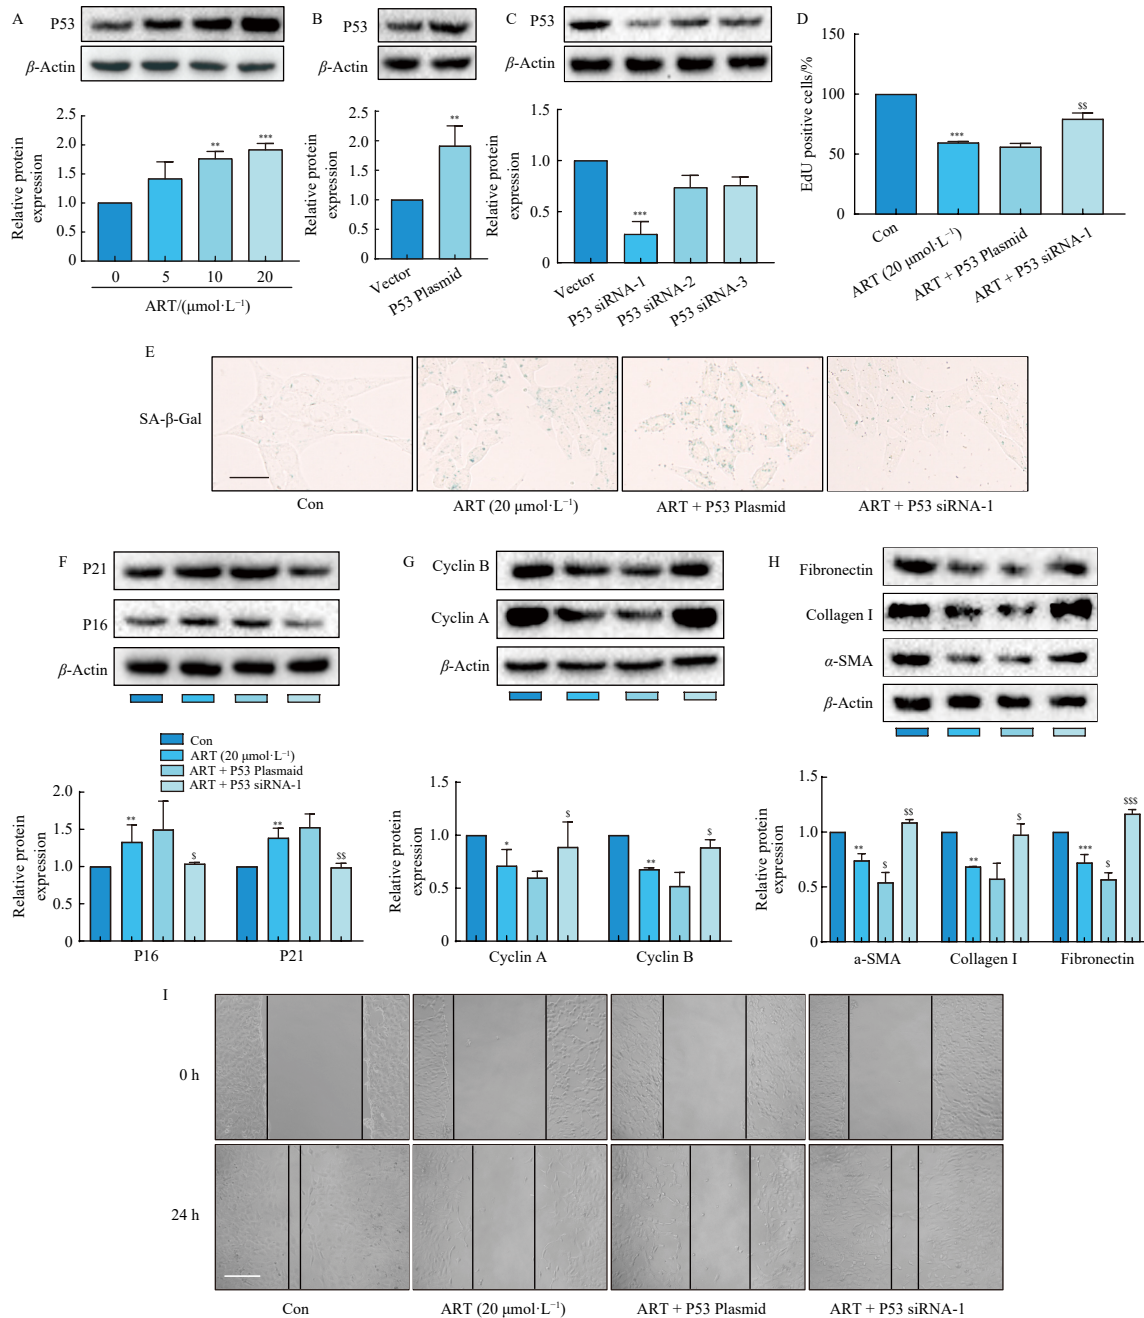 A
P53
β-Actin
2.5
2.0
1.5
1.0
0.5
0
Relative protein
expression
**
***
0 5 10 20
ART/(μmol·L⁻¹)
B
P53
β-Actin
2.5
2.0
1.5
1.0
0.5
0
Relative protein
expression
**
Vector
P53 Plasmid
C
P53
β-Actin
1.5
1.0
0.5
0
Relative protein
expression
***
Vector
P53 siRNA-1
P53 siRNA-2
P53 siRNA-3
D
150
100
50
0
EdU positive cells/%
***
$$
Con
ART (20 μmol·L⁻¹)
ART + P53 Plasmid
ART + P53 siRNA-1
E
SA-β-Gal
Con
ART (20 μmol·L⁻¹)
ART + P53 Plasmid
ART + P53 siRNA-1
F
P21
P16
β-Actin
Con
ART (20 μmol·L⁻¹)
ART + P53 Plasmaid
ART + P53 siRNA-1
2.0
1.5
1.0
0.5
0
Relative protein
expression
**
$
**
$$
P16 P21
G
Cyclin B
Cyclin A
β-Actin
1.5
1.0
0.5
0
Relative protein
expression
*
$
**
$
Cyclin A Cyclin B
H
Fibronectin
Collagen I
α-SMA
β-Actin
1.5
1.0
0.5
0
Relative protein
expression
**
$
$$
**
$
***
$
$$$
a-SMA Collagen I Fibronectin
I
0 h
24 h
Con
ART (20 μmol·L⁻¹)
ART + P53 Plasmid
ART + P53 siRNA-1